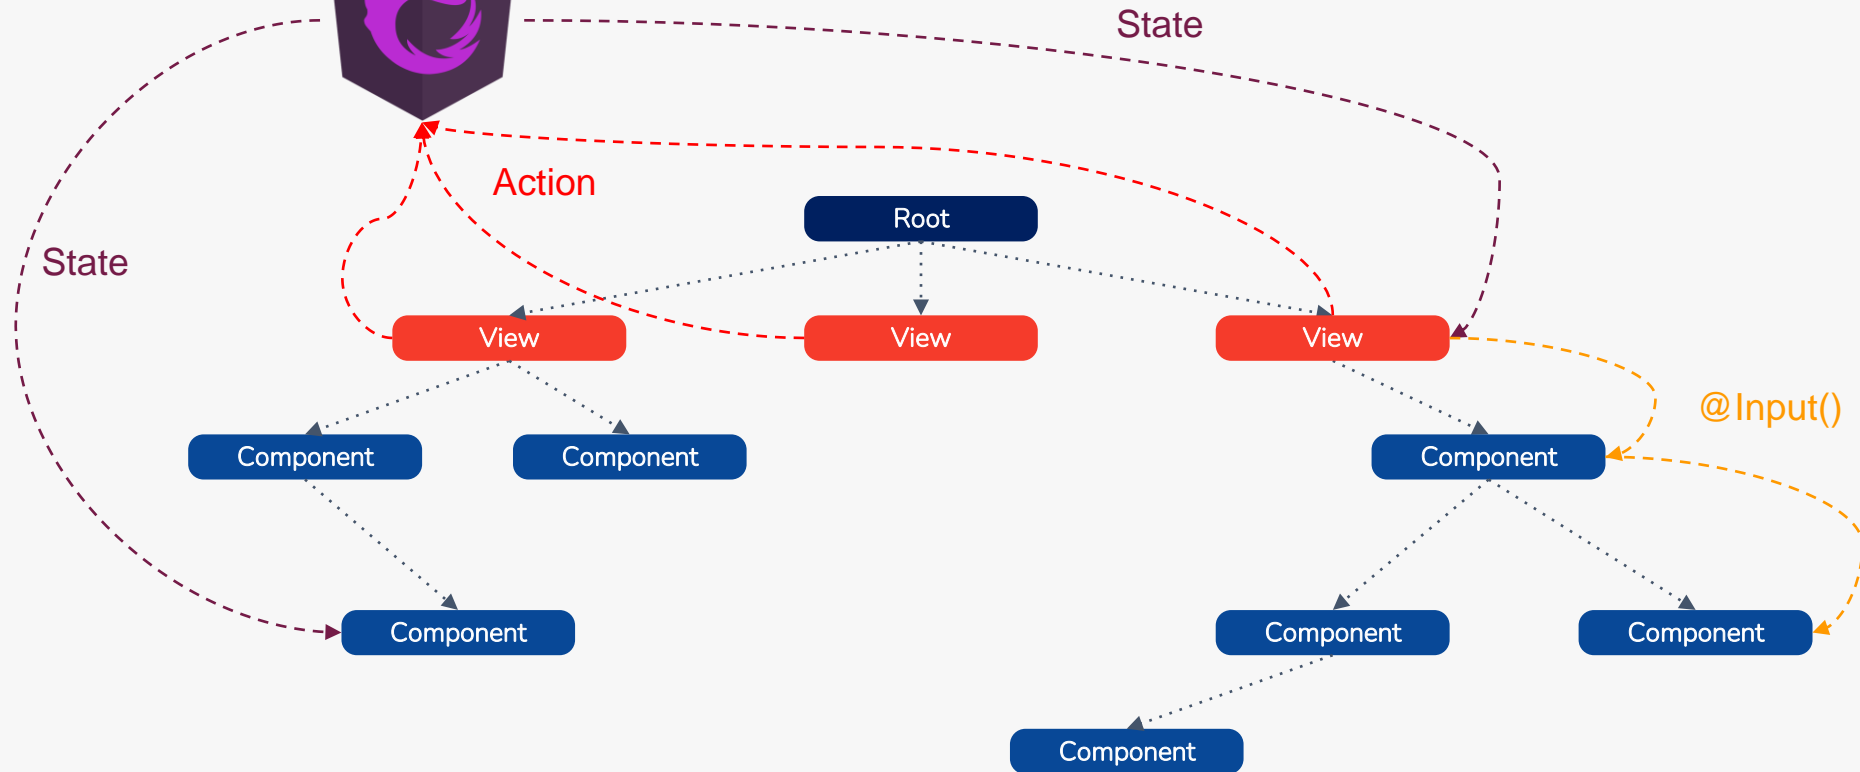 State
Action
Root
State
View
View
View
@Input()
Component
Component
Component
Component
Component
Component
Component